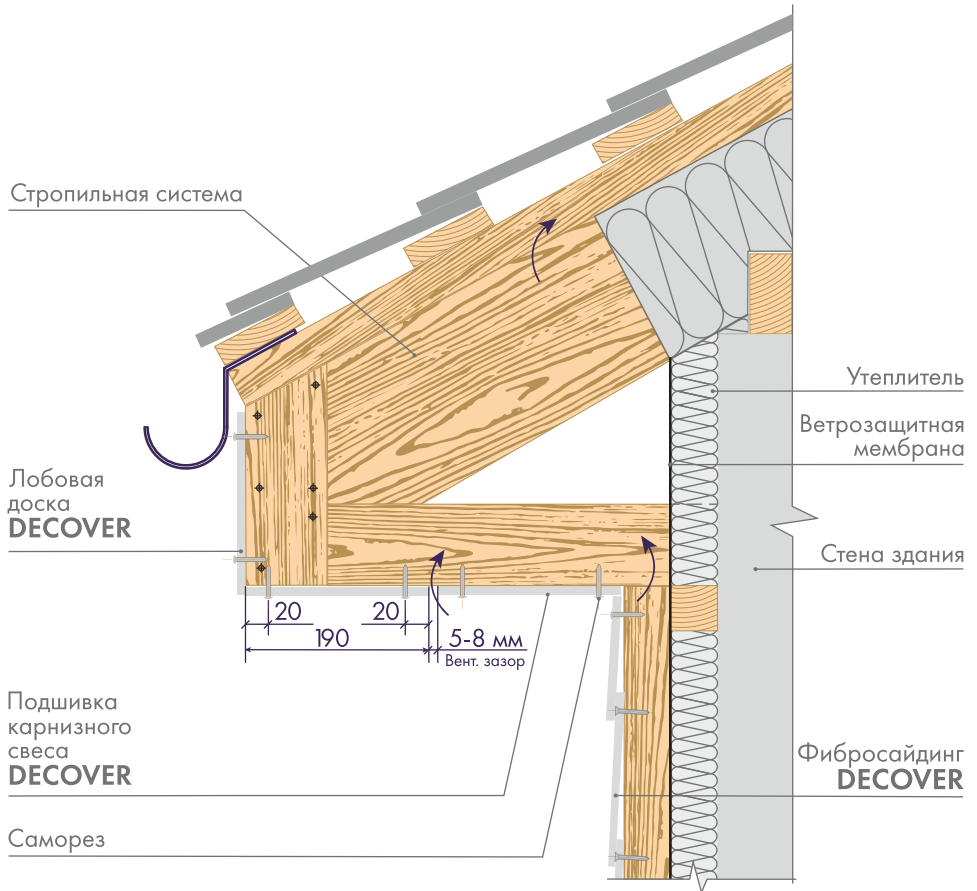 Стропильная система
Утеплитель
Ветрозащитная
мембрана
Лобовая
доска
DECOVER
Стена здания
20
20
190
5-8 мм
Вент. зазор
Подшивка
карнизного
свеса
DECOVER
Фибросайдинг
DECOVER
Саморез